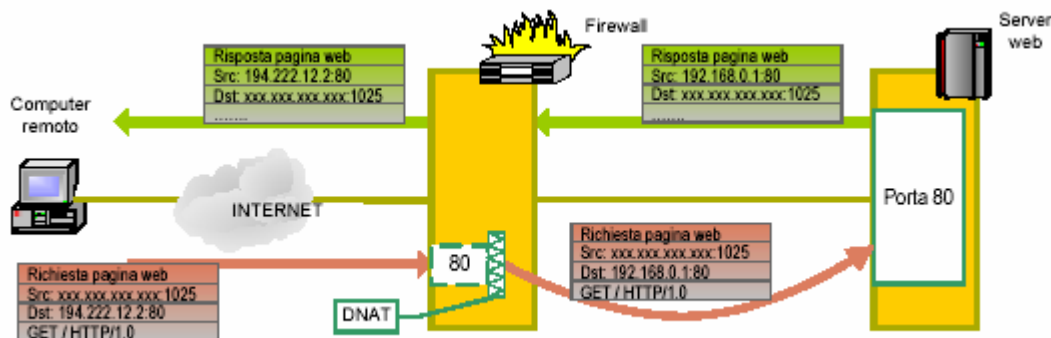 Firewall
Server
web
Risposta pagina web
Src: 194.222.12.2:80
Dst: xxx.xxx.xxx.xxx:1025
.......
Risposta pagina web
Src: 192.168.0.1:80
Dst: xxx.xxx.xxx.xxx:1025
.......
Computer
remoto
INTERNET
Porta 80
80
DNAT
Richiesta pagina web
Src: xxx.xxx.xxx.xxx:1025
Dst: 194.222.12.2:80
GET / HTTP/1.0
Richiesta pagina web
Src: xxx.xxx.xxx.xxx:1025
Dst: 192.168.0.1:80
GET / HTTP/1.0